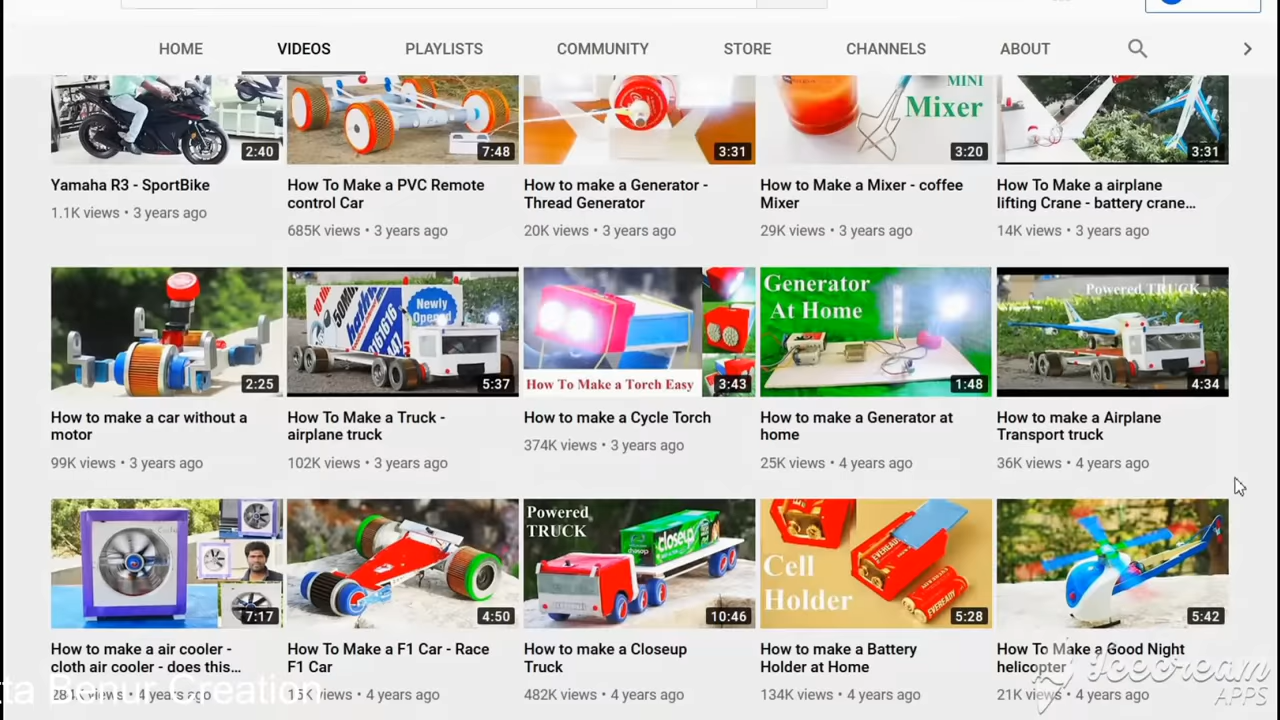 HOME VIDEOS PLAYLISTS COMMUNITY STORE CHANNELS ABOUT
MINI
Mixer
2:40 7:48 3:31 3:20 3:31
Yamaha R3 - SportBike
1.1K views • 3 years ago
How To Make a PVC Remote
control Car
685K views • 3 years ago
How to make a Generator -
Thread Generator
20K views • 3 years ago
How to Make a Mixer - coffee
Mixer
29K views • 3 years ago
How To Make a airplane
lifting Crane - battery crane...
14K views • 3 years ago
Newly
How To Make a Torch Easy
Generator
At Home
Powered TRUCK
2:25 5:37 3:43 1:48 4:34
How to make a car without a
motor
99K views • 3 years ago
How To Make a Truck -
airplane truck
102K views • 3 years ago
How to make a Cycle Torch
374K views • 3 years ago
How to make a Generator at
home
25K views • 4 years ago
How to make a Airplane
Transport truck
36K views • 4 years ago
Powered
TRUCK
closeup
Cell
Holder
EVEREADY
7:17 4:50 10:46 5:28 5:42
How to make a air cooler -
cloth air cooler - does this...
284K views • 4 years ago
How To Make a F1 Car - Race
F1 Car
15K views • 4 years ago
How to make a Closeup
Truck
482K views • 4 years ago
How to make a Battery
Holder at Home
134K views • 4 years ago
How To Make a Good Night
helicopter
21K views • 4 years ago
tta Benur Creation
Icecream
APPS